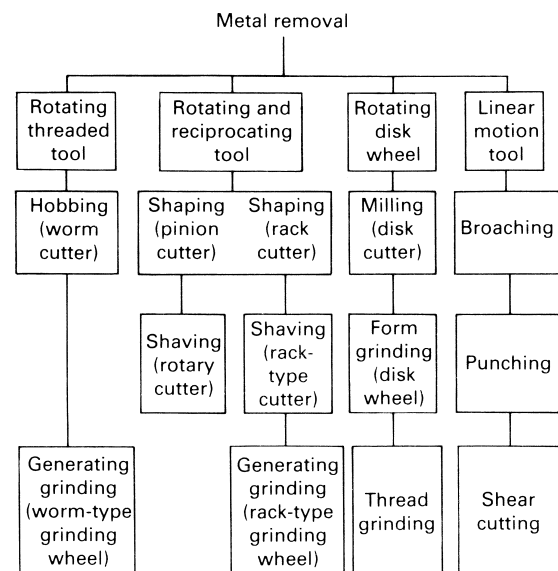 Metal removal
Rotating
threaded
tool
Rotating and
reciprocating
tool
Rotating
disk
wheel
Linear
motion
tool
Hobbing
(worm
cutter)
Shaping
(pinion
cutter)
Shaping
(rack
cutter)
Milling
(disk
cutter)
Broaching
Shaving
(rotary
cutter)
Shaving
(rack-
type
cutter)
Form
grinding
(disk
wheel)
Punching
Generating
grinding
(worm-type
grinding
wheel)
Generating
grinding
(rack-type
grinding
wheel)
Thread
grinding
Shear
cutting